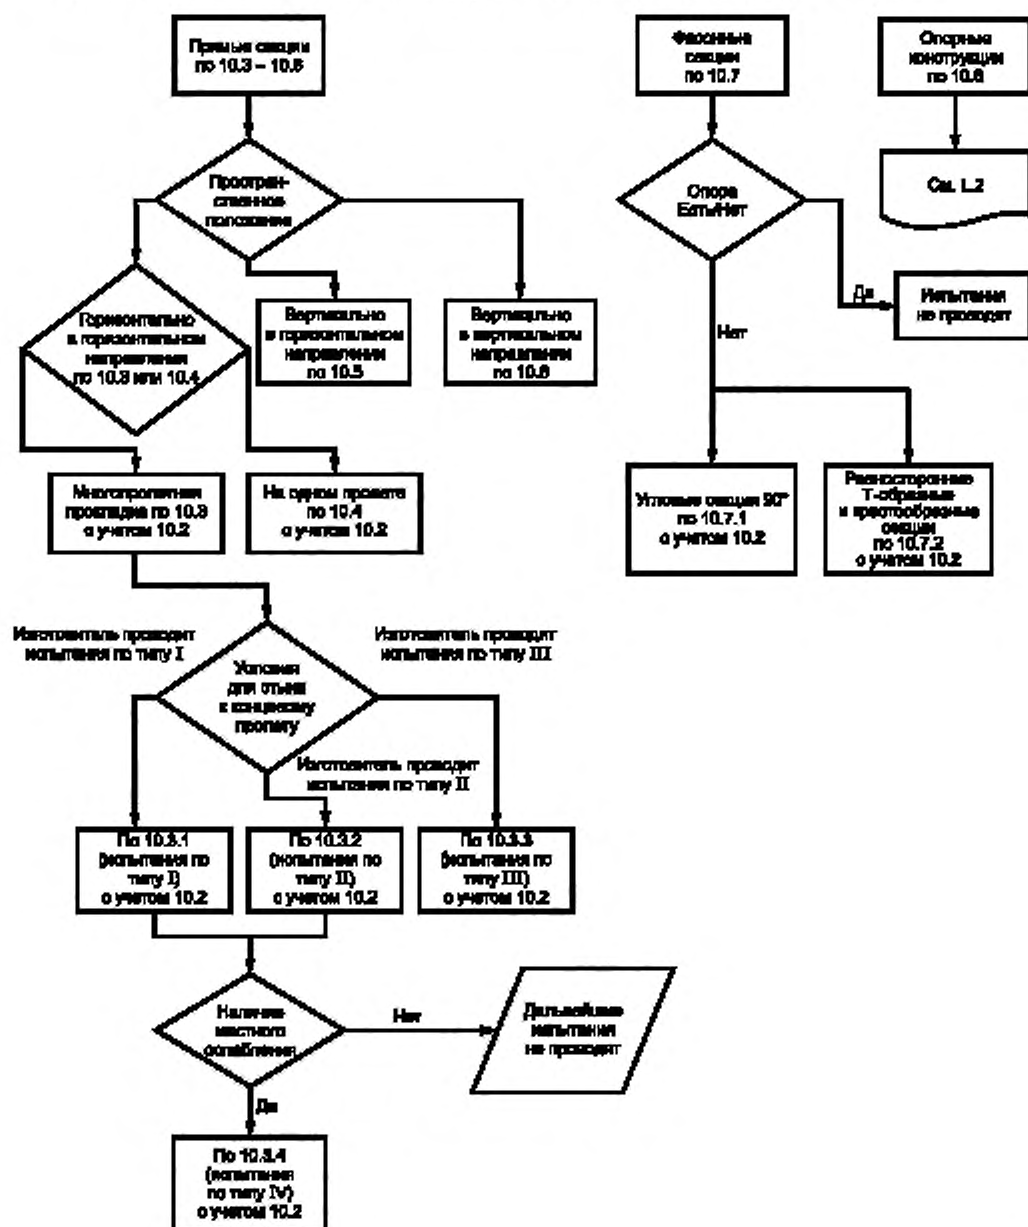 Прямые секции
по 10.3 – 10.6
Фасонные
секции
по 10.7
Опорные
конструкции
по 10.8
Простран-
ственное
положение
Опора
Есть/Нет
См. L.2
Горизонтально
в горизонтальном
направлении
по 10.3 или 10.4
Вертикально
в горизонтальном
направлении
по 10.5
Вертикально
в вертикальном
направлении
по 10.6
Да
Испытания
не проводят
Нет
Многопролетная
прокладка по 10.3
с учетом 10.2
На одном пролете
по 10.4
с учетом 10.2
Угловые секции 90°
по 10.7.1
с учетом 10.2
Равносторонние
Т-образные
и крестообразные
секции
по 10.7.2
с учетом 10.2
Изготовитель проводит
испытания по типу I
Изготовитель проводит
испытания по типу III
Условия
для стыка
к концевому
пролету
Изготовитель проводит
испытания по типу II
По 10.3.1
(испытания по
типу I)
с учетом 10.2
По 10.3.2
(испытания по
типу II)
с учетом 10.2
По 10.3.3
(испытания по
типу III)
с учетом 10.2
Наличие
местного
ослабления
Нет
Дальнейшие
испытания
не проводят
Да
По 10.3.4
(испытания
по типу IV)
с учетом 10.2